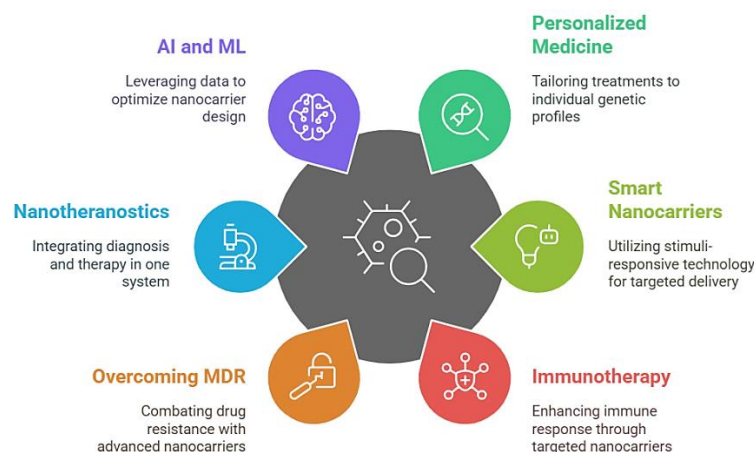 AI and ML
Leveraging data to
optimize nanocarrier
design
Personalized
Medicine
Tailoring treatments to
individual genetic
profiles
Nanotheranostics
Integrating diagnosis
and therapy in one
system
Smart
Nanocarriers
Utilizing stimuli-
responsive technology
for targeted delivery
Overcoming MDR
Combating drug
resistance with
advanced nanocarriers
Immunotherapy
Enhancing immune
response through
targeted nanocarriers